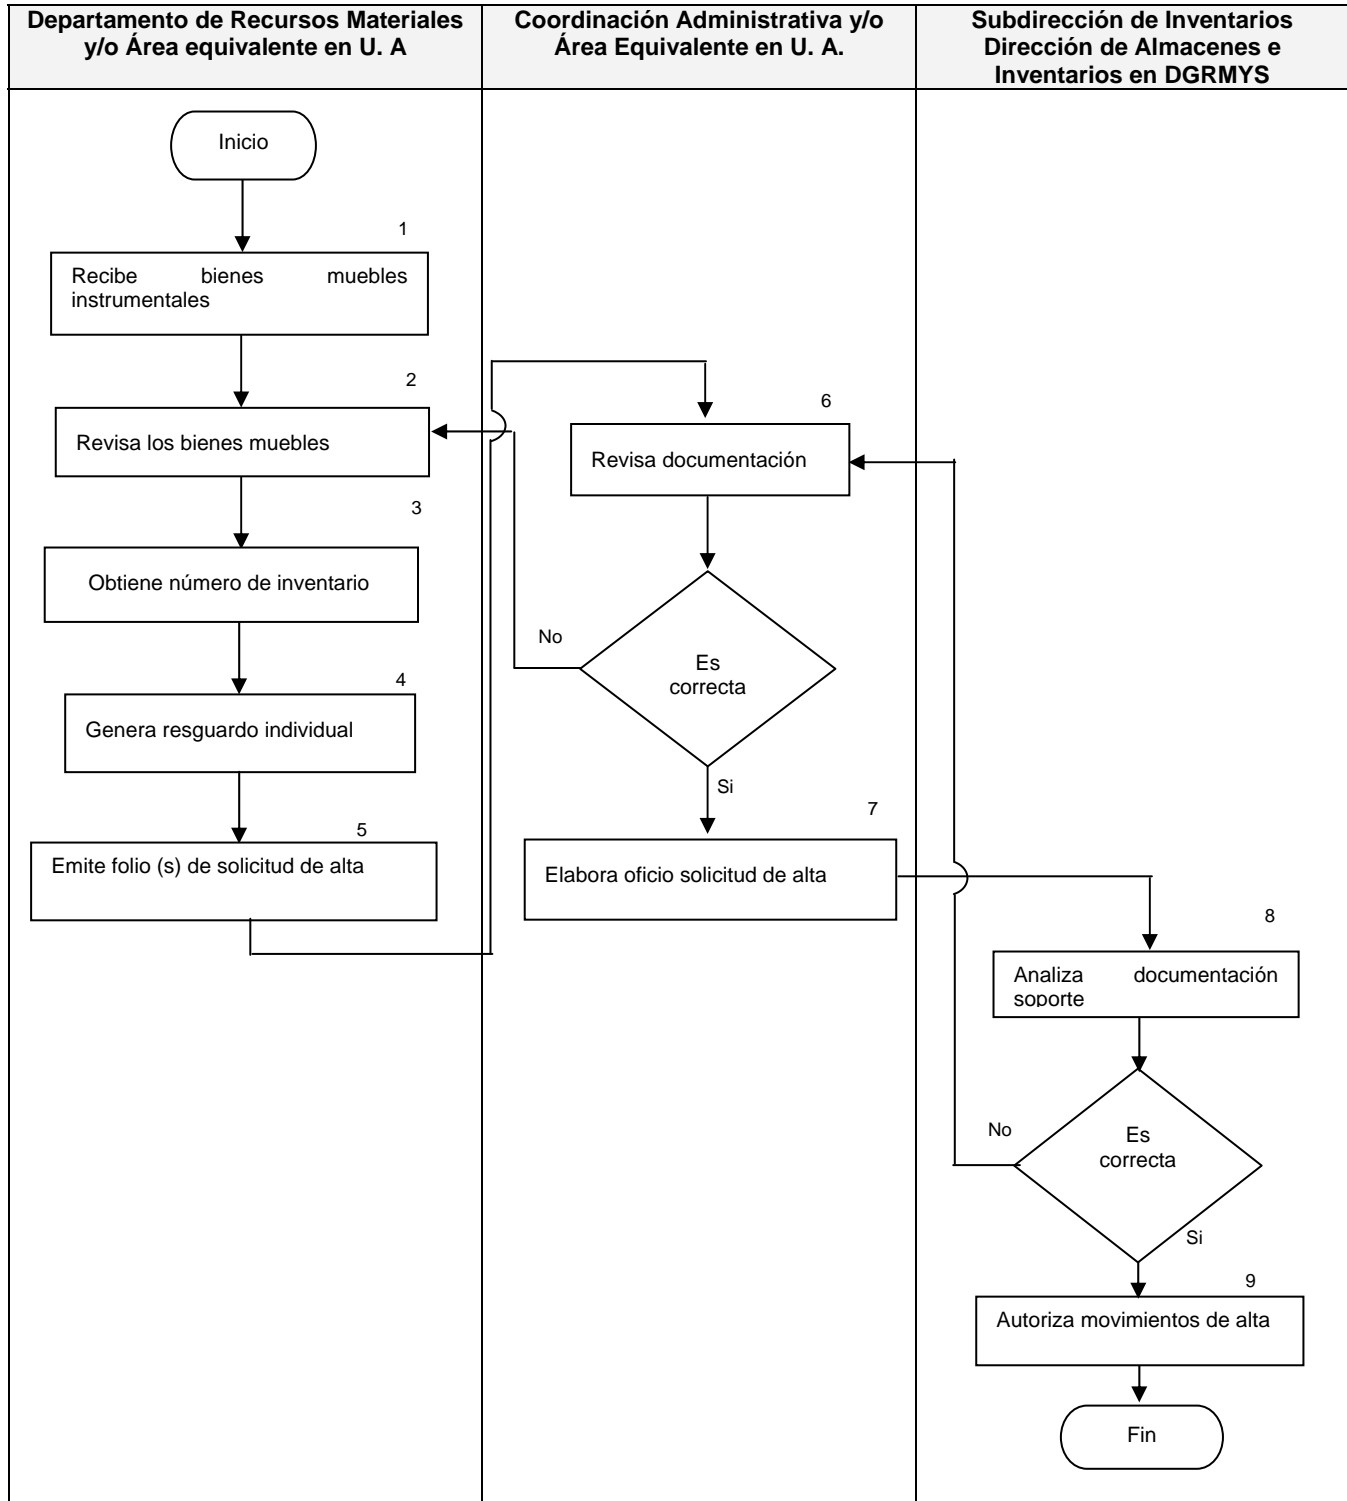 Departamento de Recursos Materiales
y/o Área equivalente en U. A
Coordinación Administrativa y/o
Área Equivalente en U. A.
Subdirección de Inventarios
Dirección de Almacenes e
Inventarios en DGRMYS
Inicio
1
Recibe bienes muebles
instrumentales
2
Revisa los bienes muebles
3
Obtiene número de inventario
4
Genera resguardo individual
5
Emite folio (s) de solicitud de alta
6
Revisa documentación
No
Es
correcta
Si
7
Elabora oficio solicitud de alta
8
Analiza documentación
soporte
No
Es
correcta
Si
9
Autoriza movimientos de alta
Fin